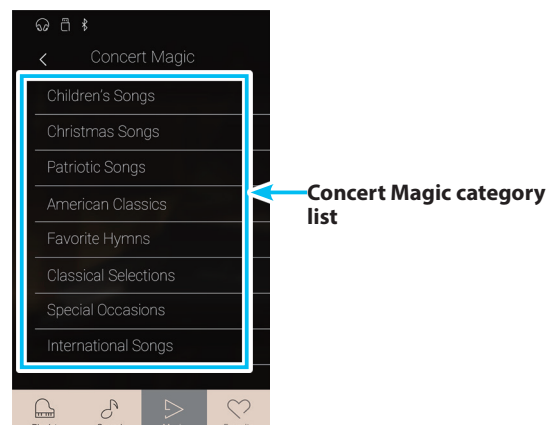 Concert Magic
Children's Songs
Christmas Songs
Patriotic Songs
American Classics
Favorite Hymns
Classical Selections
Special Occasions
International Songs
Concert Magic category
list